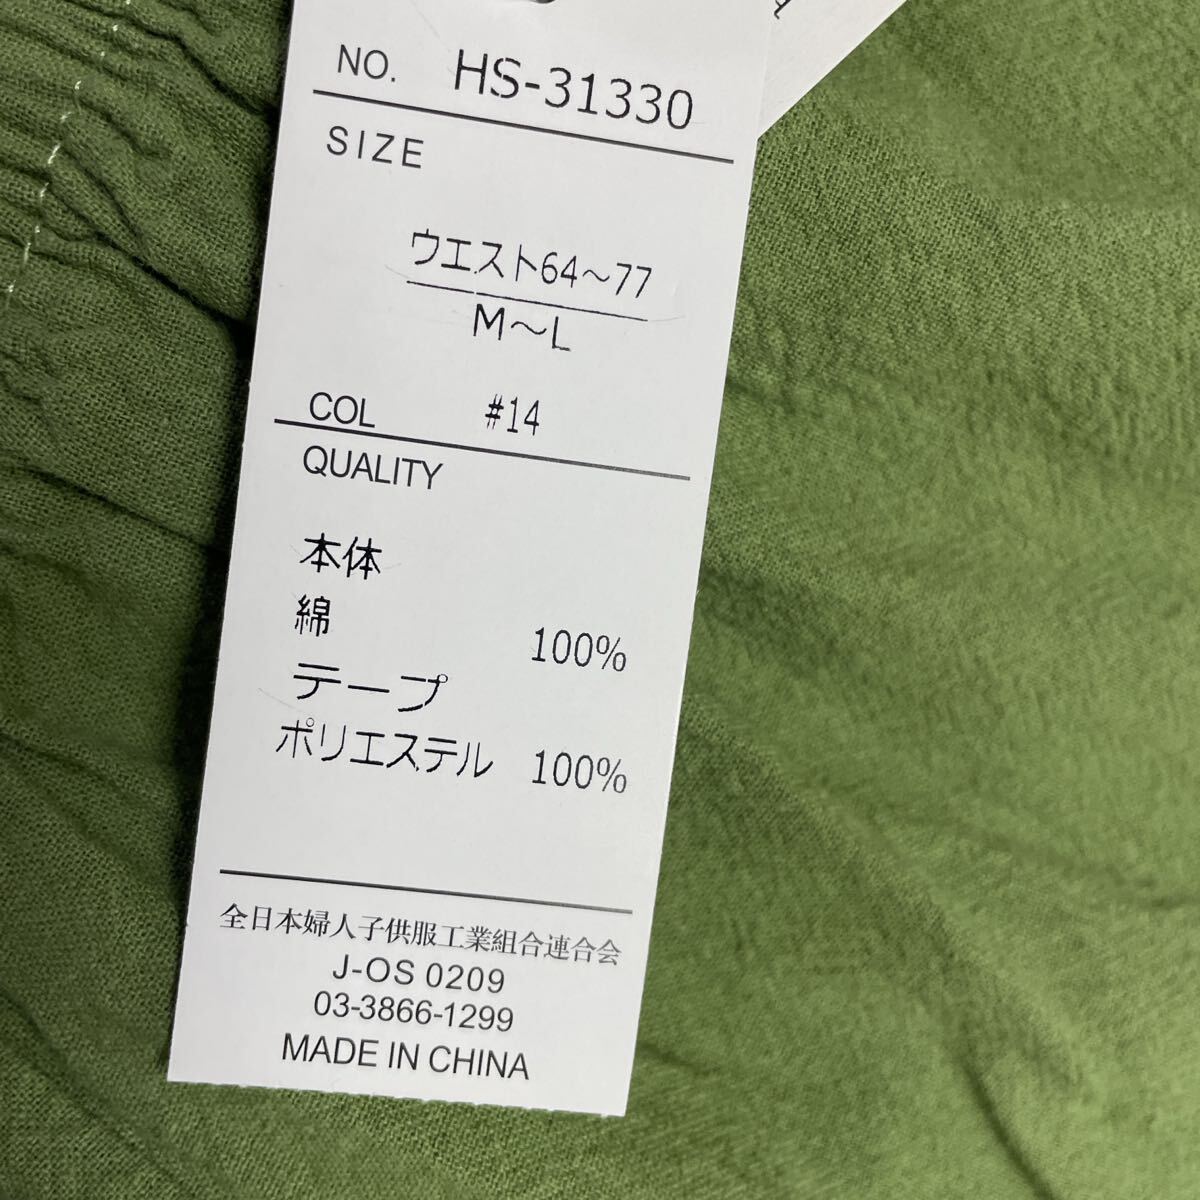 NO. HS-31330
SIZE
ウエスト64～77
M～L
COL #14
QUALITY
本体
綿 100%
テープ
ポリエステル 100%
全日本婦人子供服工業組合連合会
J-OS 0209
03-3866-1299
MADE IN CHINA